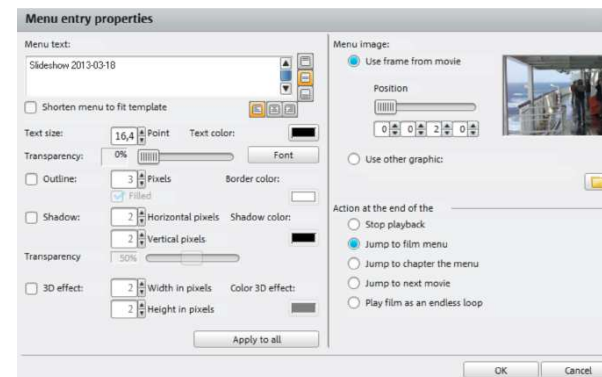 Menu entry properties
Menu text:
Slideshow 2013-03-18
Shorten menu to fit template
Text size: 16,4 Point Text color:
Transparency: 0% Font
Outline: 3 Pixels Border color:
Filled
Shadow: 2 Horizontal pixels Shadow color:
2 Vertical pixels
Transparency 50%
3D effect: 2 Width in pixels Color 3D effect:
2 Height in pixels
Apply to all
Menu image:
Use frame from movie
Position
0 0 2 0
Use other graphic:
Action at the end of the
Stop playback
Jump to film menu
Jump to chapter the menu
Jump to next movie
Play film as an endless loop
OK Cancel